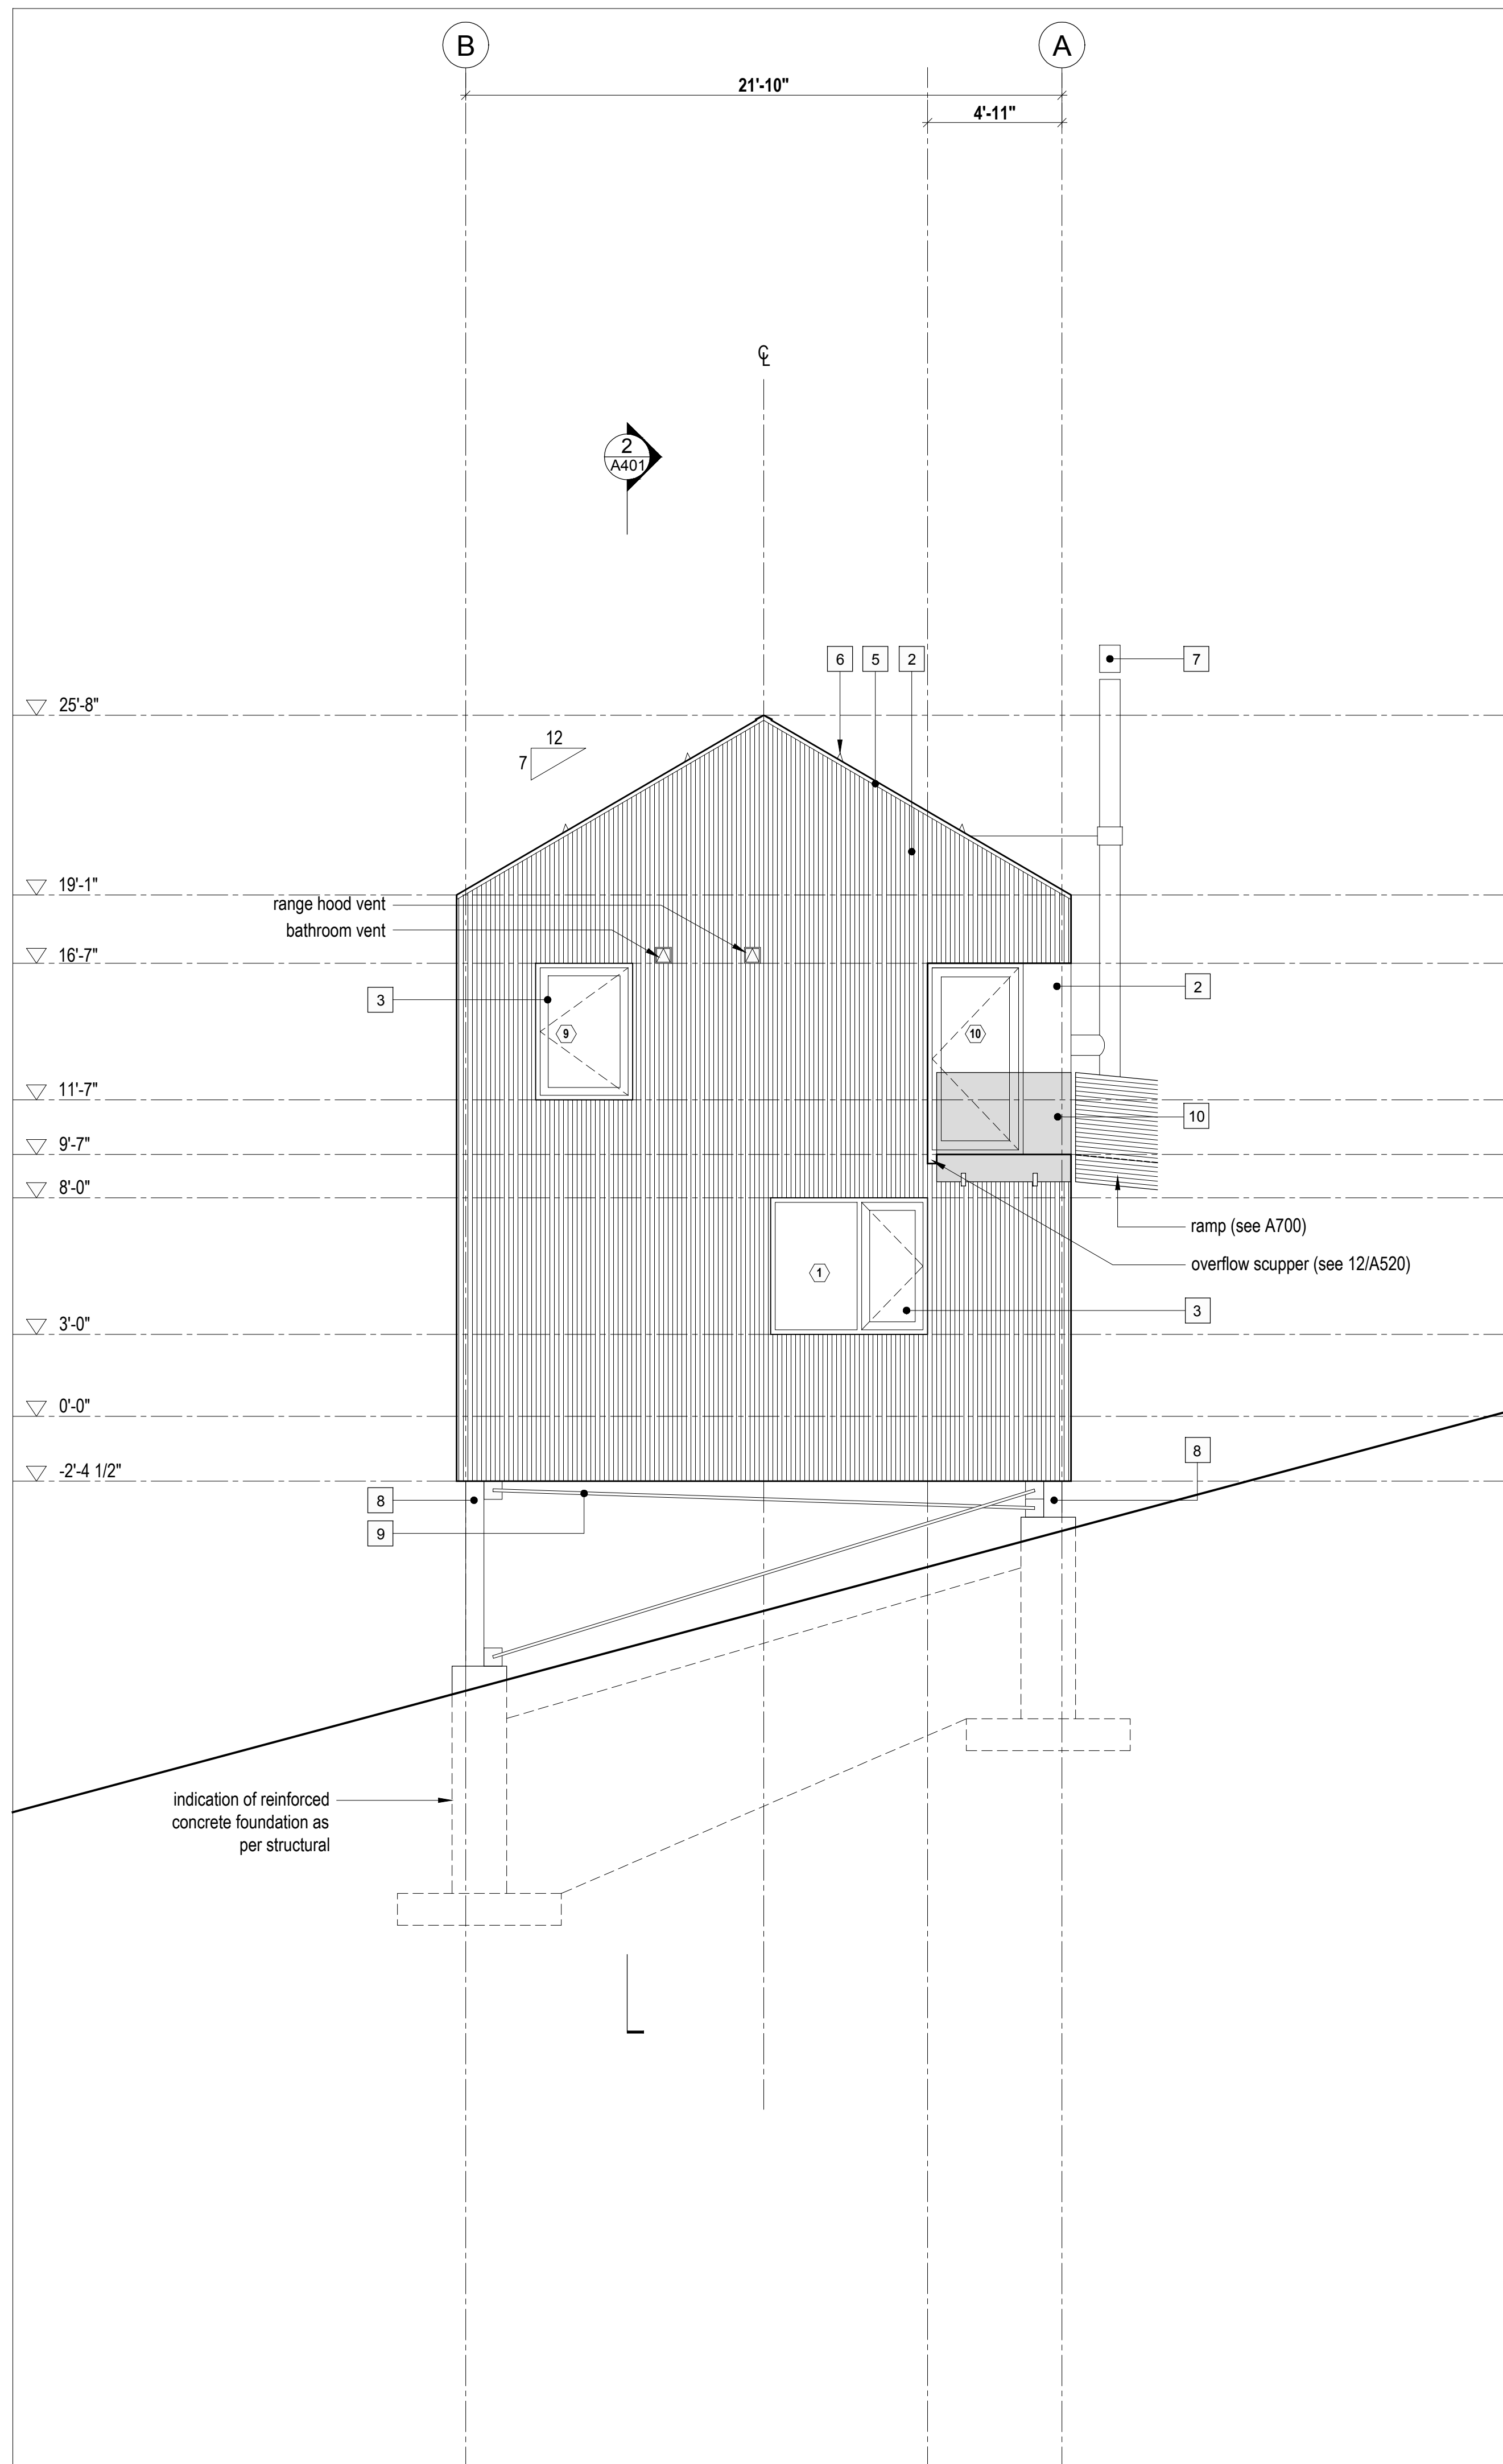 B
A
21'-10"
4'-11"
℄
2
A401
6
5
2
7
25'-8"
12
7
19'-1"
range hood vent
bathroom vent
16'-7"
3
2
9
10
11'-7"
10
9'-7"
8'-0"
ramp (see A700)
overflow scupper (see 12/A520)
1
3
3'-0"
0'-0"
8
-2'-4 1/2"
8
9
indication of reinforced
concrete foundation as
per structural